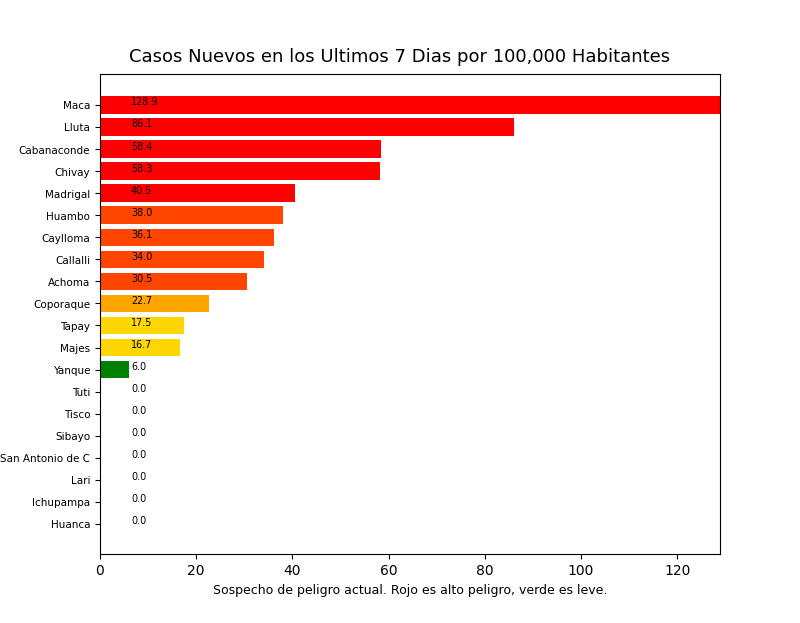 Casos Nuevos en los Ultimos 7 Dias por 100,000 Habitantes
Maca 128.9
Lluta 86.1
Cabanaconde 58.4
Chivay 58.3
Madrigal 40.5
Huambo 38.0
Caylloma 36.1
Callalli 34.0
Achoma 30.5
Coporaque 22.7
Tapay 17.5
Majes 16.7
Yanque 6.0
Tuti 0.0
Tisco 0.0
Sibayo 0.0
San Antonio de C 0.0
Lari 0.0
Ichupampa 0.0
Huanca 0.0
0 20 40 60 80 100 120
Sospecho de peligro actual. Rojo es alto peligro, verde es leve.